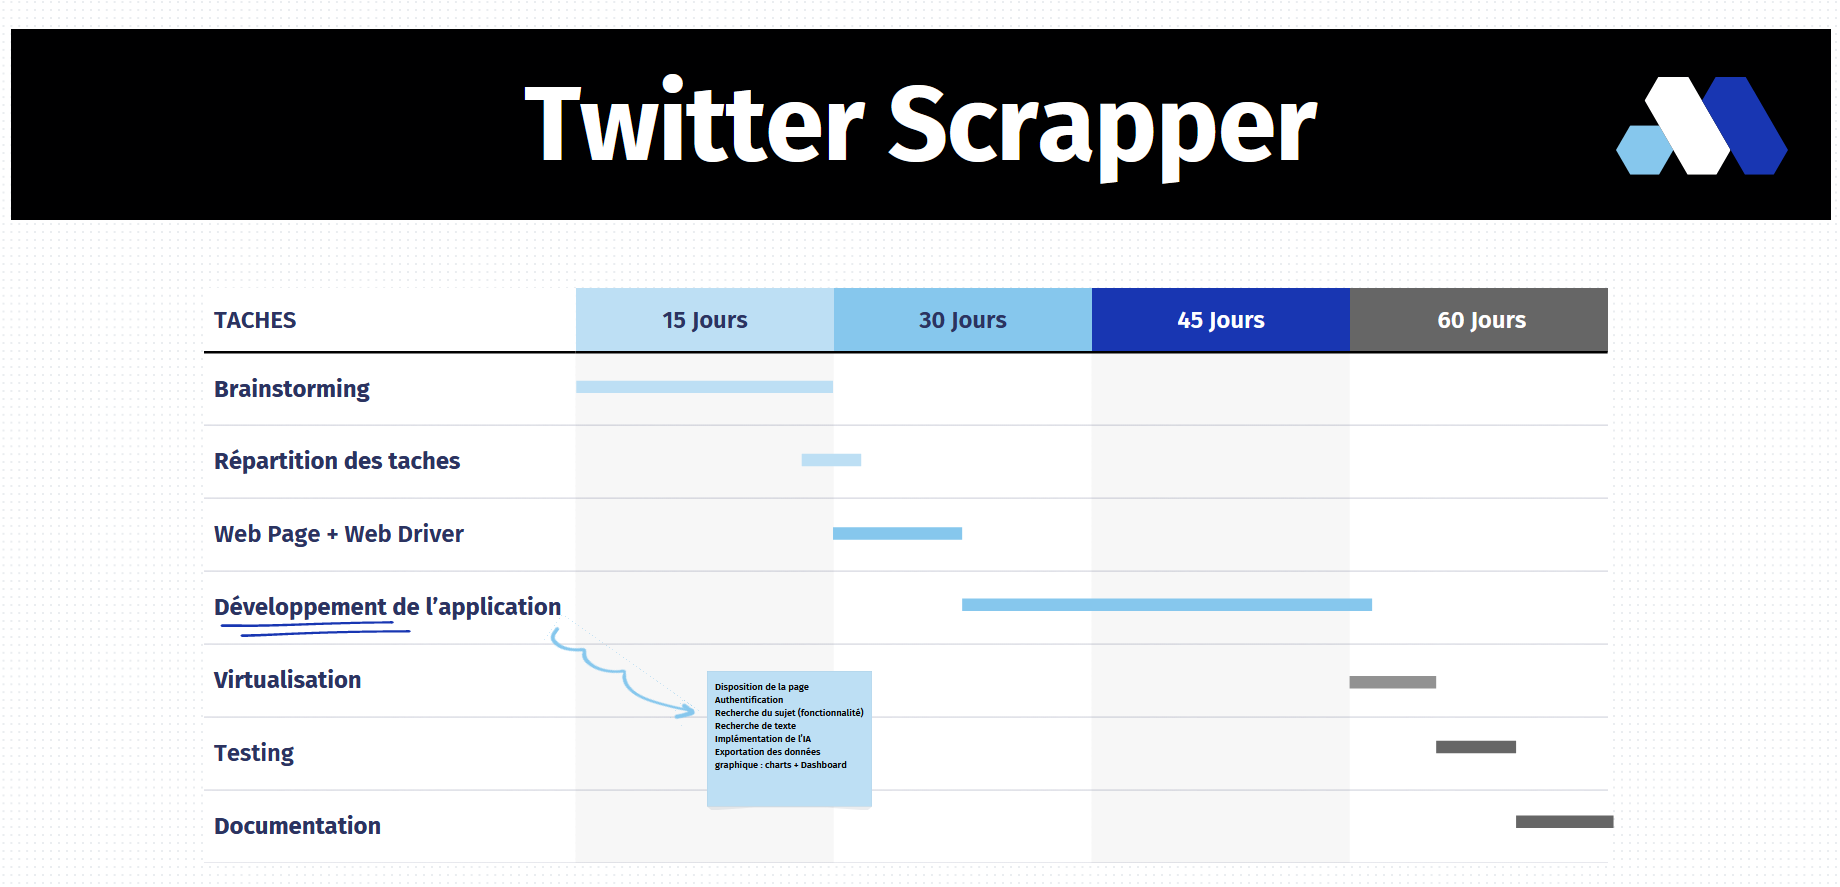 Twitter Scrapper
TACHES
15 Jours
30 Jours
45 Jours
60 Jours
Brainstorming
Répartition des taches
Web Page + Web Driver
Développement de l’application
Virtualisation
Testing
Documentation
Disposition de la page
Authentification
Recherche du sujet (fonctionnalité)
Recherche de texte
Implémentation de l'IA
Exportation des données
graphique : charts + Dashboard